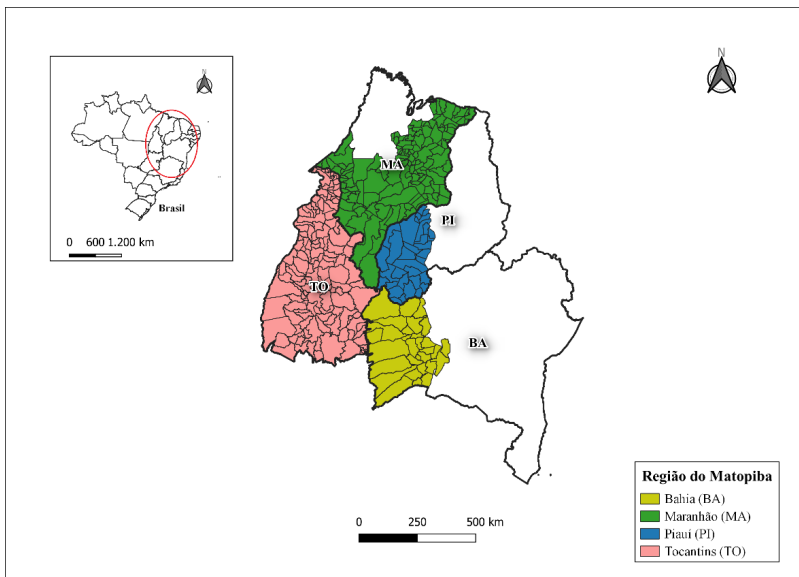 N
Brasil
0 600 1.200 km
N
MA
PI
TO
BA
0 250 500 km
Região do Matopiba
Bahia (BA)
Maranhão (MA)
Piauí (PI)
Tocantins (TO)